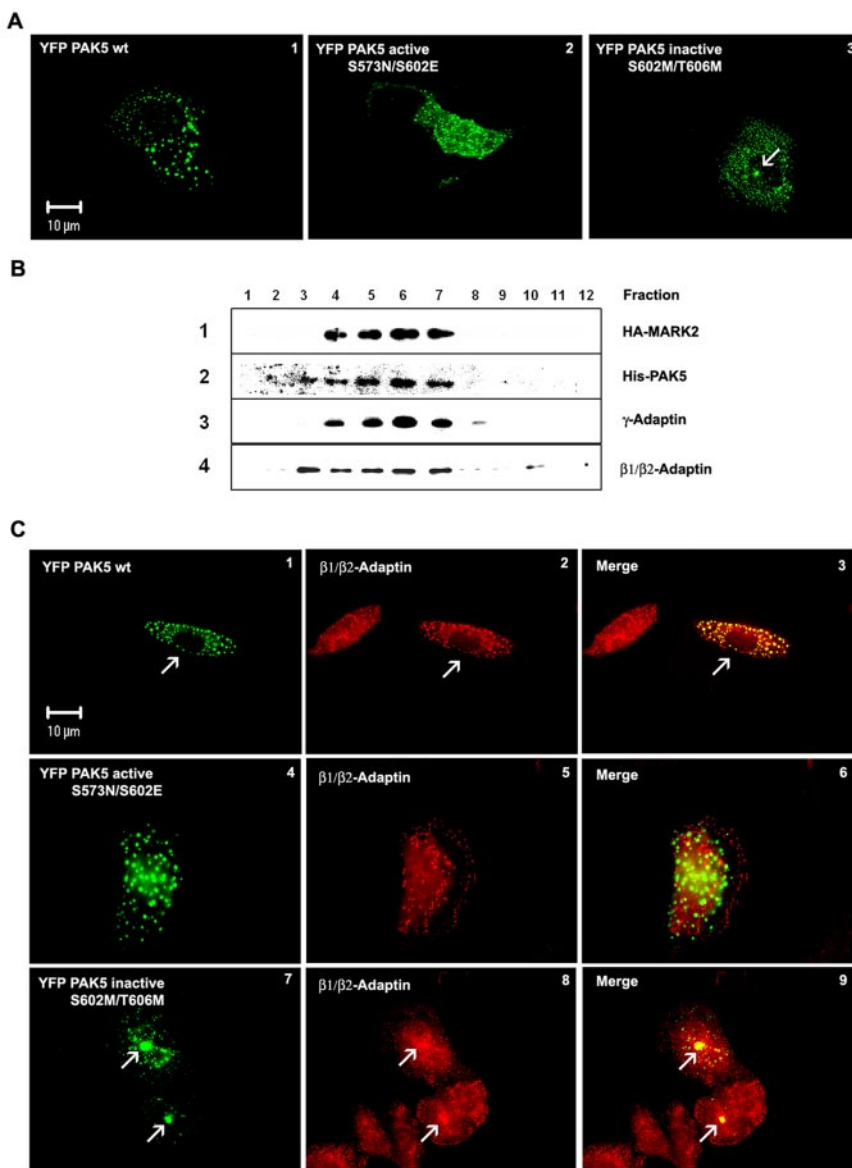 A
YFP PAK5 wt 1
YFP PAK5 active 2
S573N/S602E
YFP PAK5 inactive 3
S602M/T606M
10 µm
B
1 2 3 4 5 6 7 8 9 10 11 12 Fraction
1 HA-MARK2
2 His-PAK5
3 γ-Adaptin
4 β1/β2-Adaptin
C
YFP PAK5 wt 1
β1/β2-Adaptin 2
Merge 3
10 µm
YFP PAK5 active 4
S573N/S602E
β1/β2-Adaptin 5
Merge 6
YFP PAK5 inactive 7
S602M/T606M
β1/β2-Adaptin 8
Merge 9